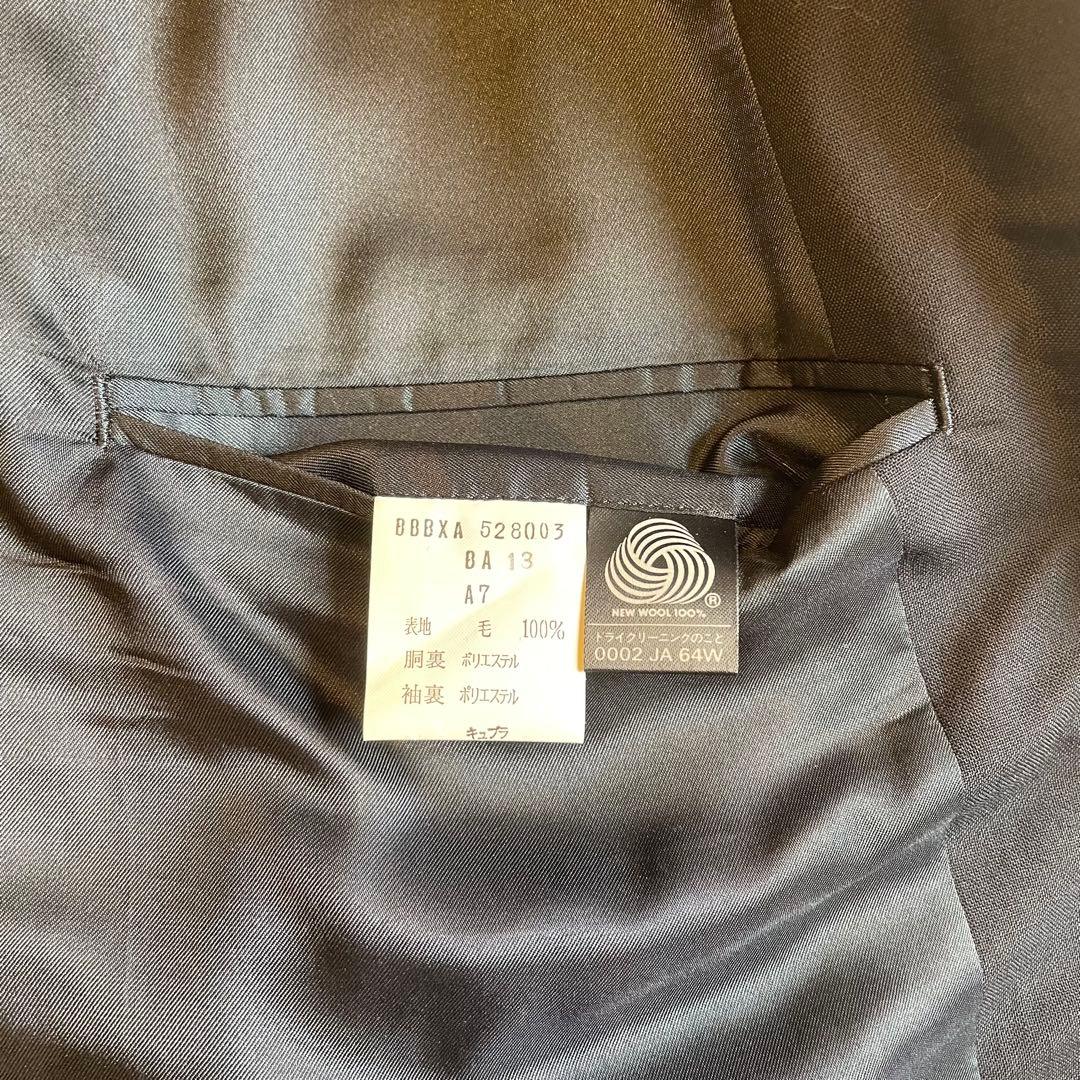 BBBXA 528003
8A 13
A7
表地 毛 100%
胴裏 ポリエステル
袖裏 ポリエステル
キュプラ
®
NEW WOOL 100%
ドライクリーニングのこと
0002 JA 64W